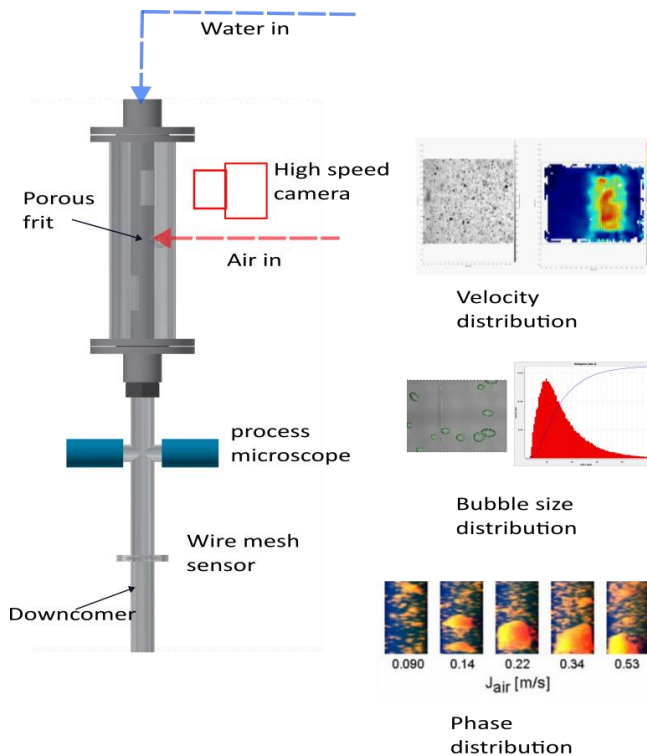 Water in
High speed
camera
Porous
frit
Air in
process
microscope
Wire mesh
sensor
Downcomer
Velocity
distribution
Bubble size
distribution
0.090 0.14 0.22 0.34 0.53
Jair [m/s]
Phase
distribution